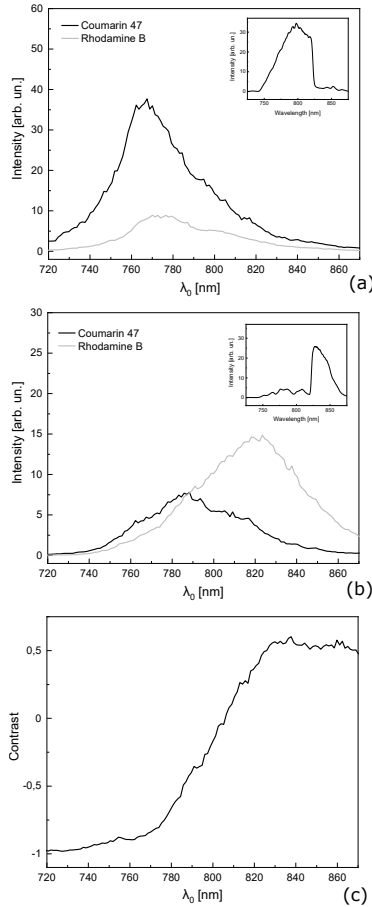 60
50
40
30
20
10
0
Intensity [arb. un.]
Coumarin 47
Rhodamine B
30
20
10
0
Intensity [arb. un.]
750 800 850
Wavelength [nm]
720 740 760 780 800 820 840 860
λ0 [nm]
(a)
30
25
20
15
10
5
0
Intensity [arb. un.]
Coumarin 47
Rhodamine B
30
20
10
0
Intensity [arb. un.]
750 800 850
Wavelength [nm]
720 740 760 780 800 820 840 860
λ0 [nm]
(b)
0,5
0
-0,5
-1
Contrast
720 740 760 780 800 820 840 860
λ0 [nm]
(c)